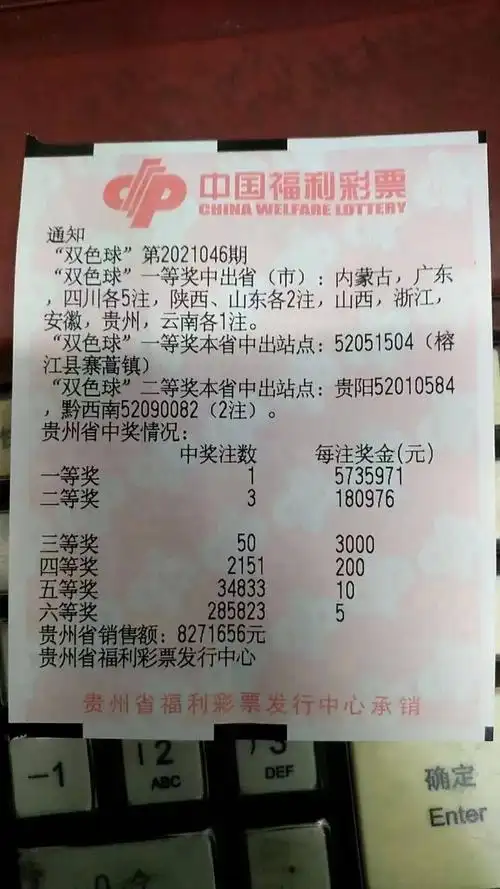 中国福利彩票
CHINA WELFARE LOTTERY
通知
“双色球”第2021046期
“双色球”一等奖中出省（市）：内蒙古，广东
，四川各5注，陕西、山东各2注，山西，浙江，
安徽，贵州，云南各1注。
“双色球”一等奖本省中出站点：52051504（榕
江县寨蒿镇）
“双色球”二等奖本省中出站点：贵阳52010584
，黔西南52090082（2注）。
贵州省中奖情况：
中奖注数 每注奖金(元)
一等奖 1 5735971
二等奖 3 180976
三等奖 50 3000
四等奖 2151 200
五等奖 34833 10
六等奖 285823 5
贵州省销售额：8271656元
贵州省福利彩票发行中心
贵州省福利彩票发行中心承销
-1
2
ABC
3
DEF
确定
Enter